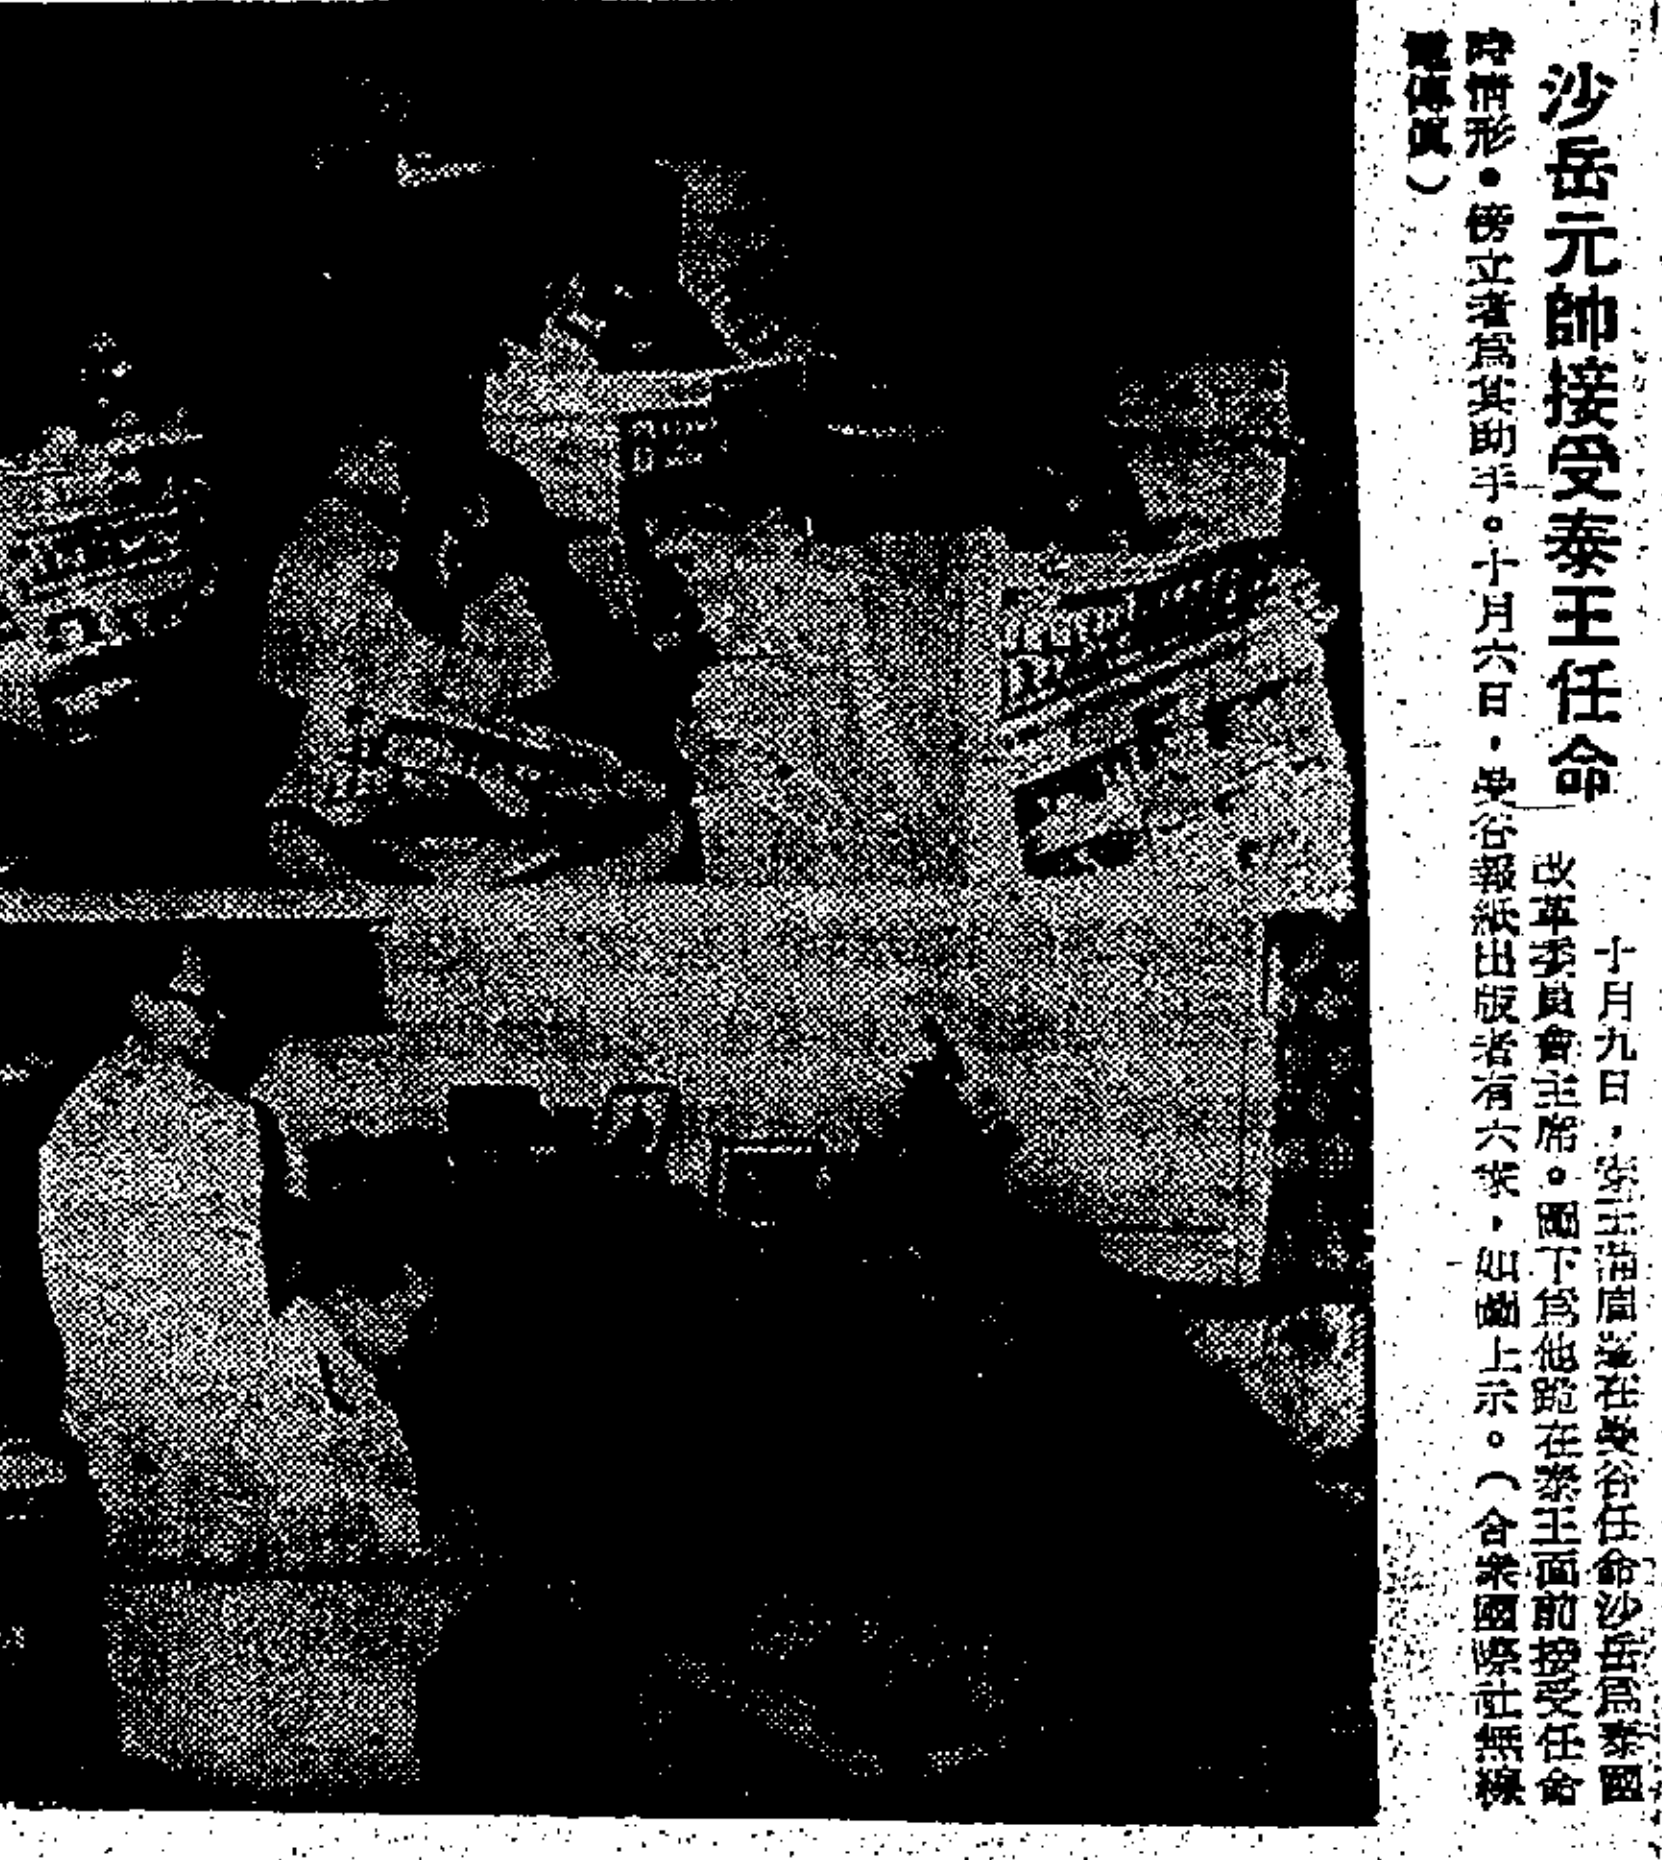 沙岳元帥接受泰王任命
十月九日，泰王蒲眉蓬在曼谷任命沙岳爲泰國
改革委員會主席。圖下爲他跪在泰王面前接受任命
時情形。傍立者爲其助手。十月六日，曼谷報紙出版者有六家，如圖上示。（合衆國際社無線
電傳真）